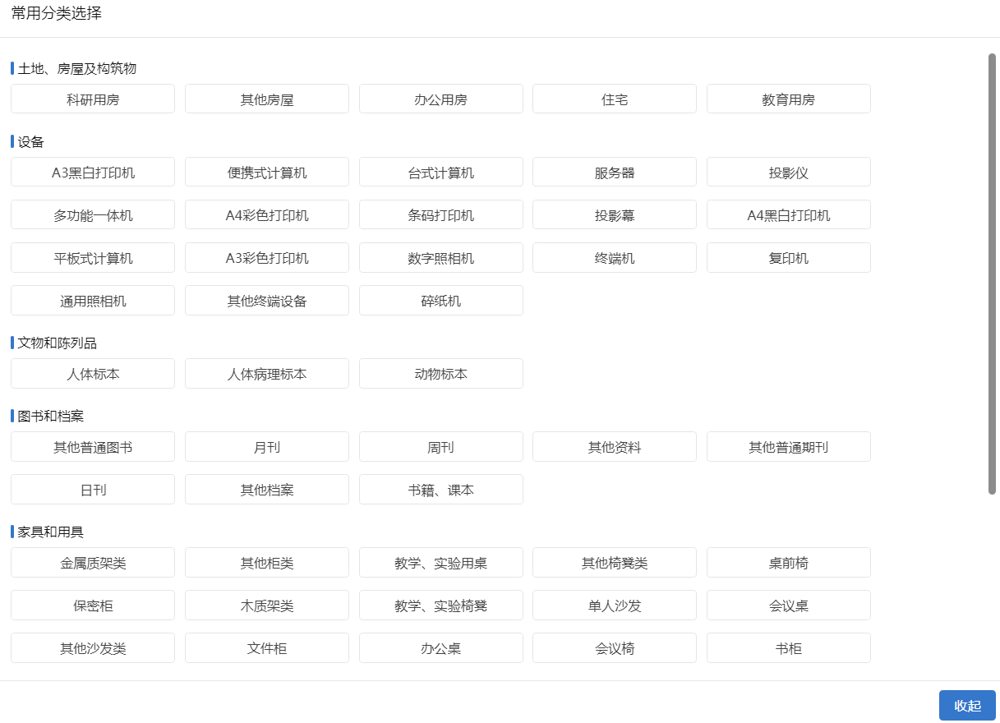 常用分类选择
土地、房屋及构筑物
科研用房 其他房屋 办公用房 住宅 教育用房
设备
A3黑白打印机 便携式计算机 台式计算机 服务器 投影仪
多功能一体机 A4彩色打印机 条码打印机 投影幕 A4黑白打印机
平板式计算机 A3彩色打印机 数字照相机 终端机 复印机
通用照相机 其他终端设备 碎纸机
文物和陈列品
人体标本 人体病理标本 动物标本
图书和档案
其他普通图书 月刊 周刊 其他资料 其他普通期刊
日刊 其他档案 书籍、课本
家具和用具
金属质架类 其他柜类 教学、实验用桌 其他椅凳类 桌前椅
保密柜 木质架类 教学、实验椅凳 单人沙发 会议桌
其他沙发类 文件柜 办公桌 会议椅 书柜
收起